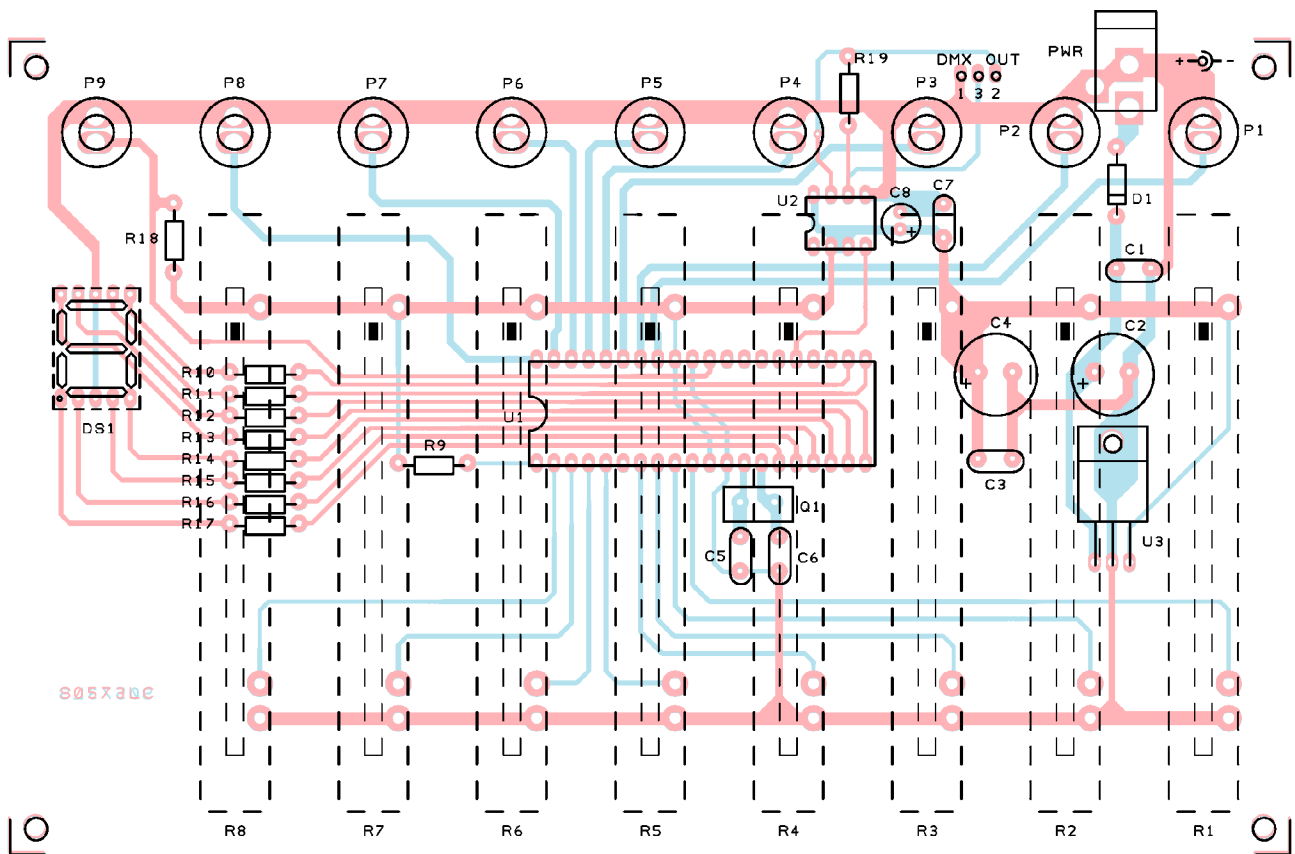 PWR
+ -
R19
DMX OUT
1 3 2
P9 P8 P7 P6 P5 P4 P3 P2 P1
U2 C8 C7 D1
+
R18
C1
C4 C2
+ +
R10
R11
R12
R13
R14
R15
R16
R17
DS1
U1
R9
C3
Q1
C5 C6
U3
R8 R7 R6 R5 R4 R3 R2 R1